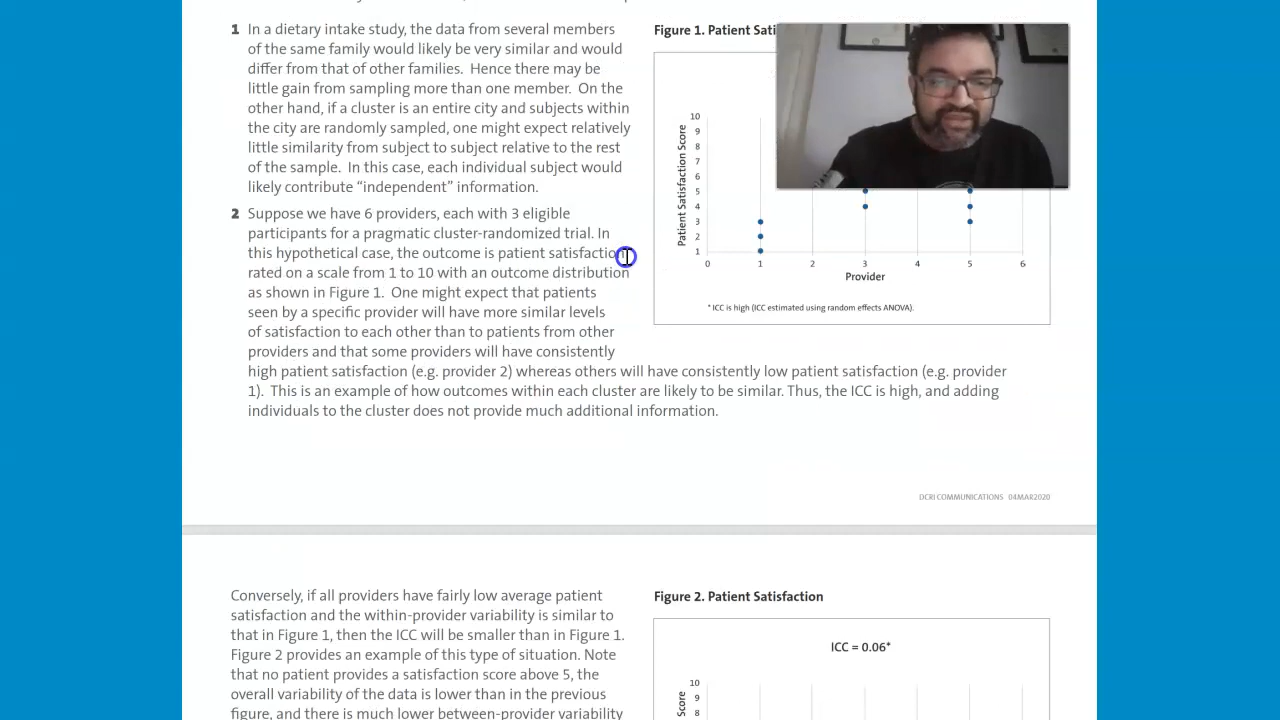 1 In a dietary intake study, the data from several members
of the same family would likely be very similar and would
differ from that of other families. Hence there may be
little gain from sampling more than one member. On the
other hand, if a cluster is an entire city and subjects within
the city are randomly sampled, one might expect relatively
little similarity from subject to subject relative to the rest
of the sample. In this case, each individual subject would
likely contribute “independent” information.
2 Suppose we have 6 providers, each with 3 eligible
participants for a pragmatic cluster-randomized trial. In
this hypothetical case, the outcome is patient satisfaction
rated on a scale from 1 to 10 with an outcome distribution
as shown in Figure 1. One might expect that patients
seen by a specific provider will have more similar levels
of satisfaction to each other than to patients from other
providers and that some providers will have consistently
high patient satisfaction (e.g. provider 2) whereas others will have consistently low patient satisfaction (e.g. provider
1). This is an example of how outcomes within each cluster are likely to be similar. Thus, the ICC is high, and adding
individuals to the cluster does not provide much additional information.
Figure 1. Patient
Patient Satisfaction Score
10
9
8
7
6
5
4
3
2
1
0 1 2 3 4 5 6
Provider
* ICC is high (ICC estimated using random effects ANOVA).
DCRI COMMUNICATIONS 04MAR2020
Conversely, if all providers have fairly low average patient
satisfaction and the within-provider variability is similar to
that in Figure 1, then the ICC will be smaller than in Figure 1.
Figure 2 provides an example of this type of situation. Note
that no patient provides a satisfaction score above 5, the
overall variability of the data is lower than in the previous
figure, and there is much lower between-provider variability
Figure 2. Patient Satisfaction
ICC = 0.06*
Score
10
9
8